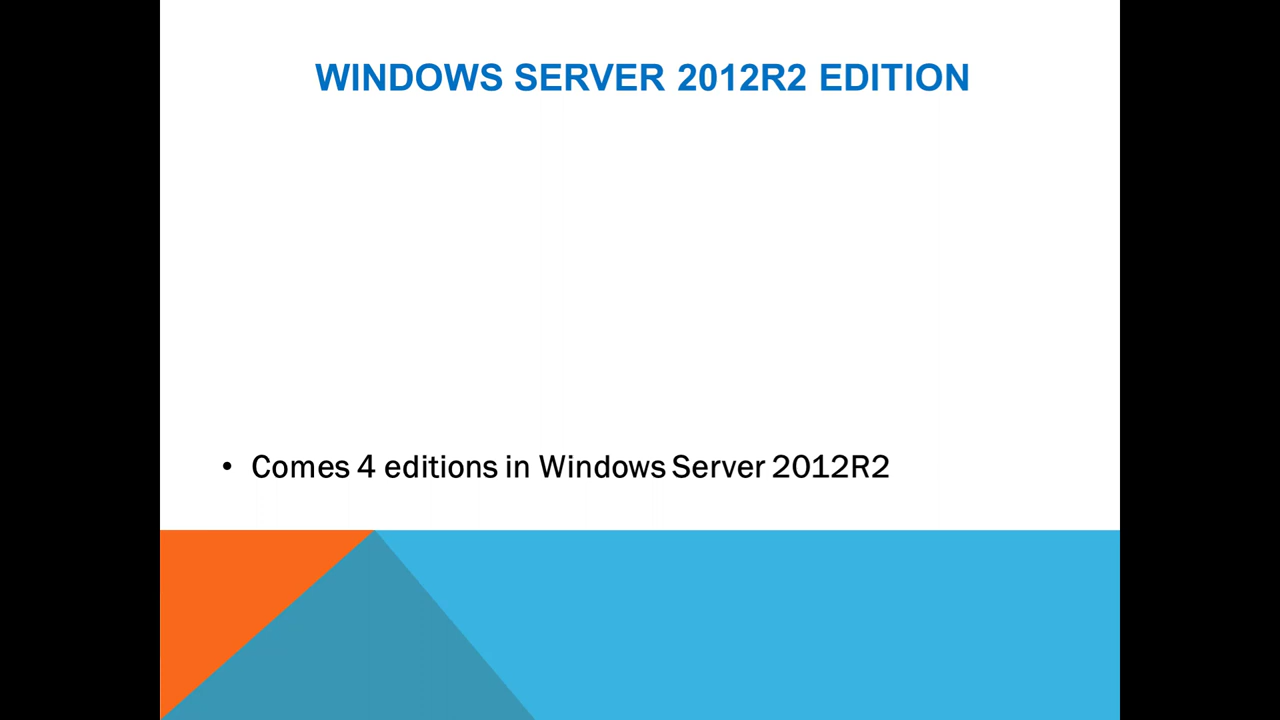 WINDOWS SERVER 2012R2 EDITION
• Comes 4 editions in Windows Server 2012R2